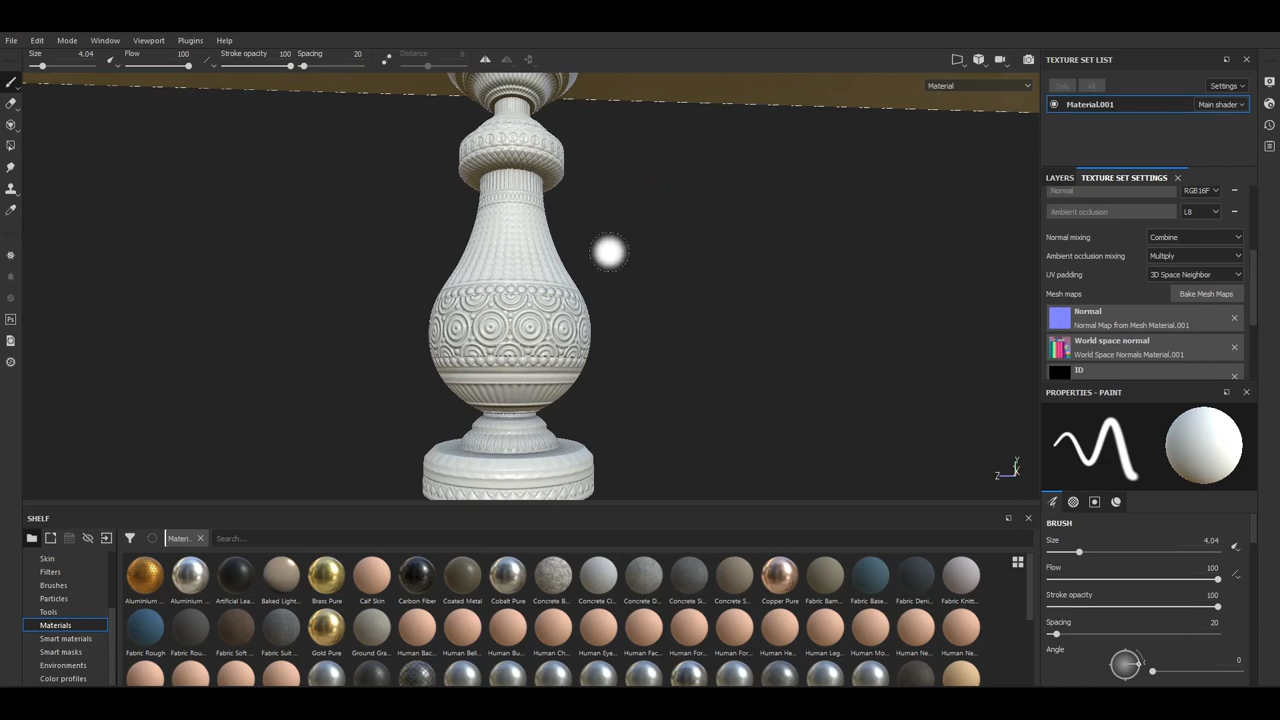 File Edit Mode Window Viewport Plugins Help
Size 4.04 Flow 100 Stroke opacity 100 Spacing 20 Distance 8
Material
TEXTURE SET LIST
Solo All Settings
Material.001 Main shader
LAYERS TEXTURE SET SETTINGS
Normal RGB16F
Ambient occlusion L8
Normal mixing Combine
Ambient occlusion mixing Multiply
UV padding 3D Space Neighbor
Mesh maps Bake Mesh Maps
Normal
Normal Map from Mesh Material.001
World space normal
World Space Normals Material.001
ID
PROPERTIES - PAINT
BRUSH
Size 4.04
Flow 100
Stroke opacity 100
Spacing 20
Angle 0
Y
Z X
SHELF
Materi... Search...
Skin
Filters
Brushes
Particles
Tools
Materials
Smart materials
Smart masks
Environments
Color profiles
Aluminium ... Aluminium ... Artificial Lea... Baked Light... Brass Pure Calf Skin Carbon Fiber Coated Metal Cobalt Pure Concrete B... Concrete Cl... Concrete D... Concrete Si... Concrete S... Copper Pure Fabric Bam... Fabric Base... Fabric Deni... Fabric Knitt...
Fabric Rough Fabric Rou... Fabric Soft ... Fabric Suit ... Gold Pure Ground Gra... Human Bac... Human Bell... Human Bu... Human Ch... Human Eye... Human Fac... Human For... Human For... Human He... Human Leg... Human Mo... Human Ne... Human Ne...
Ps